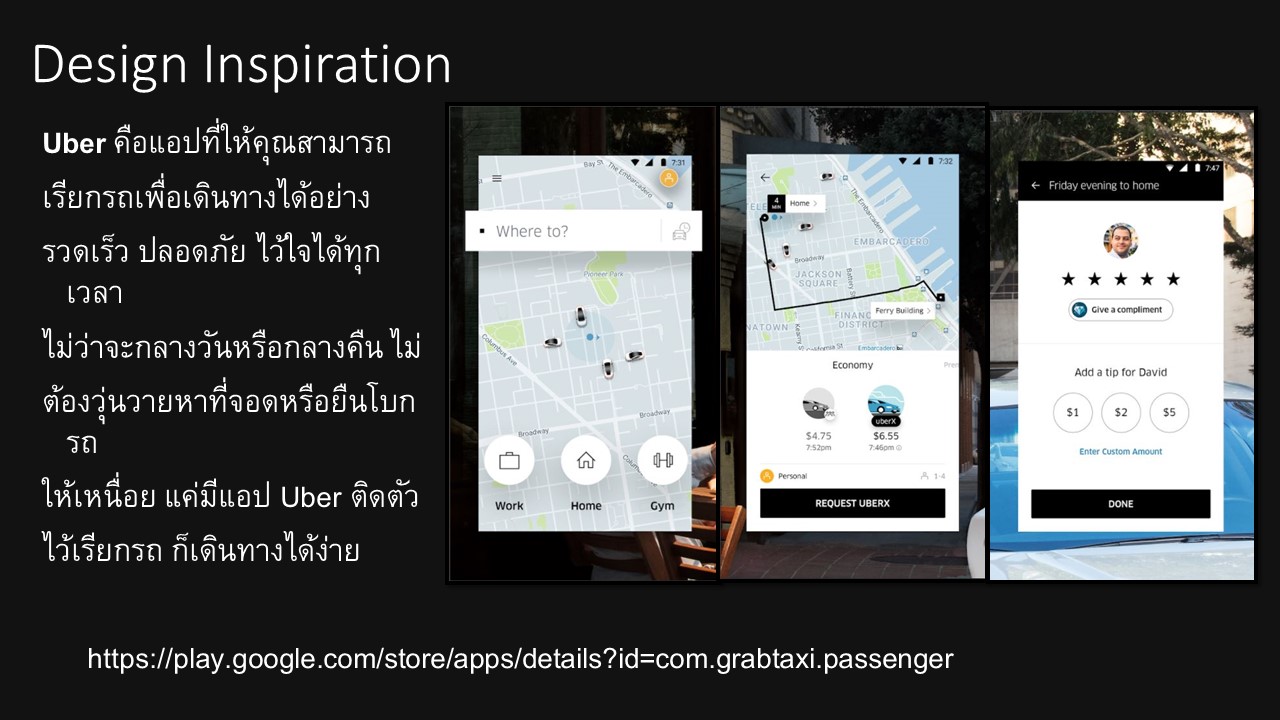 Design Inspiration
Uber คือแอปที่ให้คุณสามารถ
เรียกรถเพื่อเดินทางได้อย่าง
รวดเร็ว ปลอดภัย ไว้ใจได้ทุก
เวลา
ไม่ว่าจะกลางวันหรือกลางคืน ไม่
ต้องวุ่นวายหาที่จอดหรือยืนโบก
รถ
ให้เหนื่อย แค่มีแอป Uber ติดตัว
ไว้เรียกรถ ก็เดินทางได้ง่าย
7:31
Bay St
The Embarcadero
Where to?
Pioneer Park
Columbus Ave
Broadway
Broadway
Work
Home
Gym
7:32
4 MIN
Home
The Embarcadero
EMBARCADERO
JACKSON
SQUARE
Battery St
Ferry Building
FINANC
DISTRICT
NATOWN
Kearny St
California St
Embarcadero
Economy
Prem
uberX
$4.75
$6.55
7:52pm
7:46pm
Personal
1-4
REQUEST UBERX
7:47
Friday evening to home
Give a compliment
Add a tip for David
$1
$2
$5
Enter Custom Amount
DONE
https://play.google.com/store/apps/details?id=com.grabtaxi.passenger